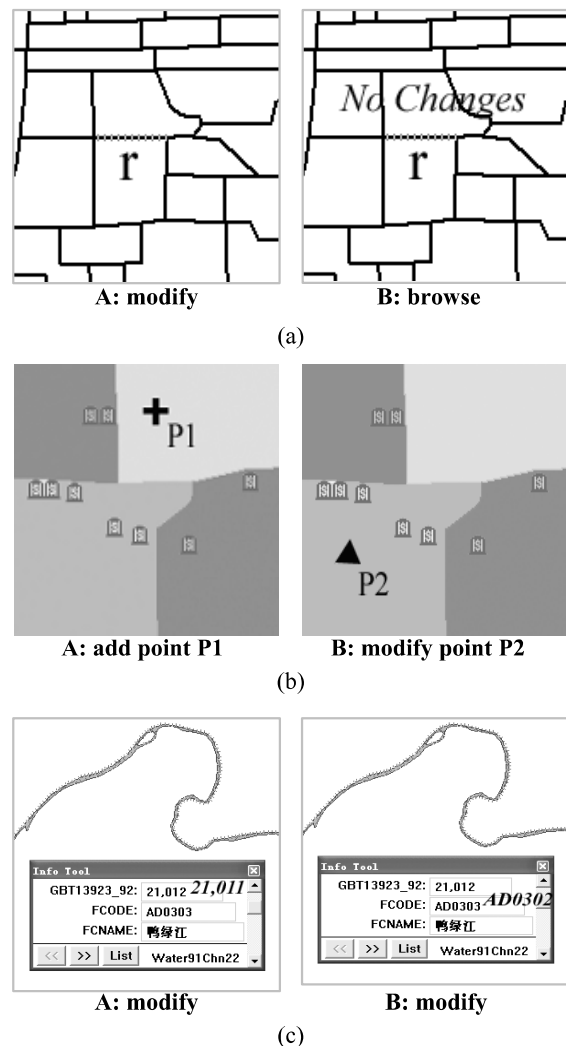 No Changes
r
r
A: modify
B: browse
(a)
P1
P2
A: add point P1
B: modify point P2
(b)
Info Tool
GBT13923_92: 21,012 21,011
FCODE: AD0303
FCNAME: 鸭绿江
<< >> List Water91Chn22
Info Tool
GBT13923_92: 21,012
FCODE: AD0303 AD0302
FCNAME: 鸭绿江
<< >> List Water91Chn22
A: modify
B: modify
(c)